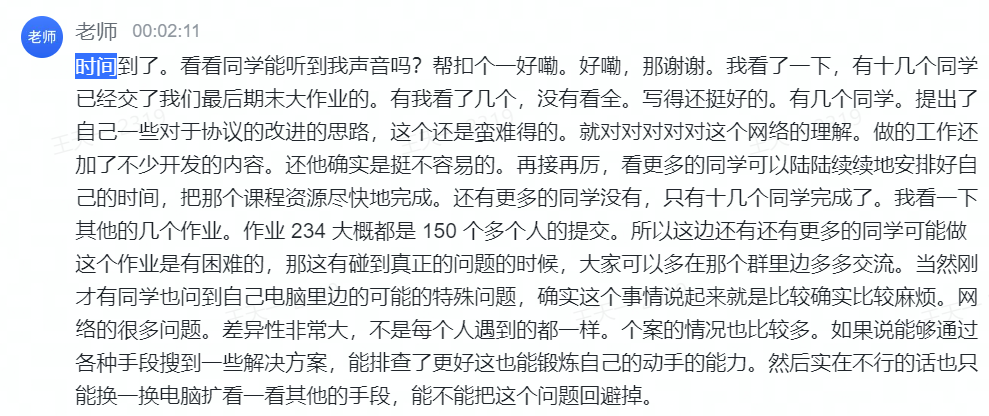 老师
老师 00:02:11
时间到了。看看同学能听到我声音吗？帮扣个一好嘞。好嘞，那谢谢。我看了一下，有十几个同学
已经交了我们最后期末大作业的。有我看了几个，没有看全。写得还挺好的。有几个同学。提出了
自己一些对于协议的改进的思路，这个还是蛮难得的。就对对对对对这个网络的理解。做的工作还
加了不少开发的内容。还他确实是挺不容易的。再接再厉，看更多的同学可以陆陆续续地安排好自
己的时间，把那个课程资源尽快地完成。还有更多的同学没有，只有十几个同学完成了。我看一下
其他的几个作业。作业 234 大概都是 150 个多个人的提交。所以这边还有还有更多的同学可能做
这个作业是有困难的，那这有碰到真正的问题的时候，大家可以多在那个群里边多多交流。当然刚
才有同学也问到自己电脑里边的可能的特殊问题，确实这个事情说起来就是比较确实比较麻烦。网
络的很多问题。差异性非常大，不是每个人遇到的都一样。个案的情况也比较多。如果说能够通过
各种手段搜到一些解决方案，能排查了更好这也能锻炼自己的动手的能力。然后实在不行的话也只
能换一换电脑扩看一看其他的手段，能不能把这个问题回避掉。